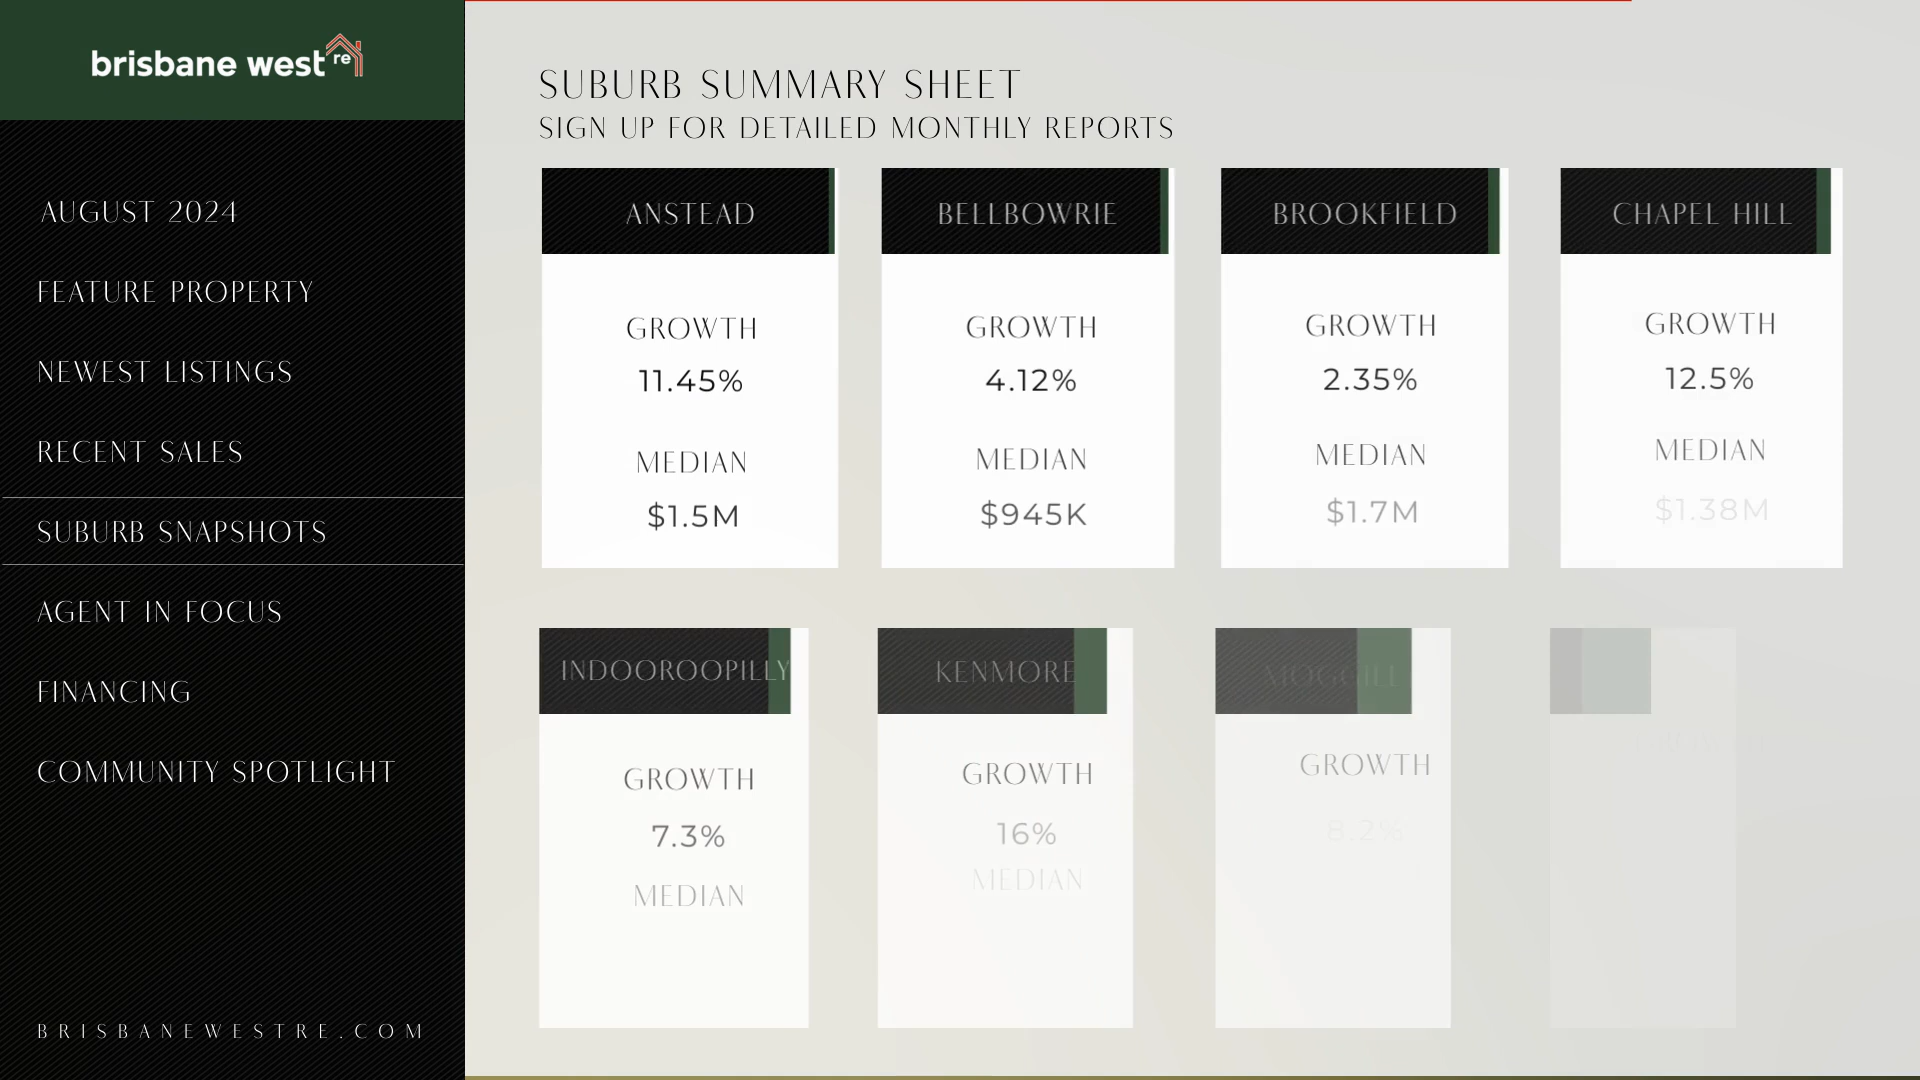 brisbane west re
AUGUST 2024
FEATURE PROPERTY
NEWEST LISTINGS
RECENT SALES
SUBURB SNAPSHOTS
AGENT IN FOCUS
FINANCING
COMMUNITY SPOTLIGHT
BRISBANEWESTRE.COM
SUBURB SUMMARY SHEET
SIGN UP FOR DETAILED MONTHLY REPORTS
ANSTEAD
GROWTH
11.45%
MEDIAN
$1.5M
BELLBOWRIE
GROWTH
4.12%
MEDIAN
$945K
BROOKFIELD
GROWTH
2.35%
MEDIAN
$1.7M
CHAPEL HILL
GROWTH
12.5%
MEDIAN
$1.38M
INDOOROOPILLY
GROWTH
7.3%
MEDIAN
KENMORE
GROWTH
16%
MEDIAN
MOGGILL
GROWTH
8.2%